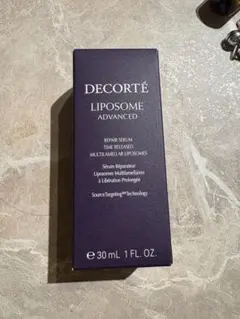 DECORTÉ
LIPOSOME
ADVANCED
REPAIR SERUM
TIME RELEASED
MULTILAMELLAR LIPOSOMES
Sérum Réparateur
Liposomes Multilamellaires
à Libération Prolongée
SourceTargeting Technology
℮ 30 mL 1 FL. OZ.